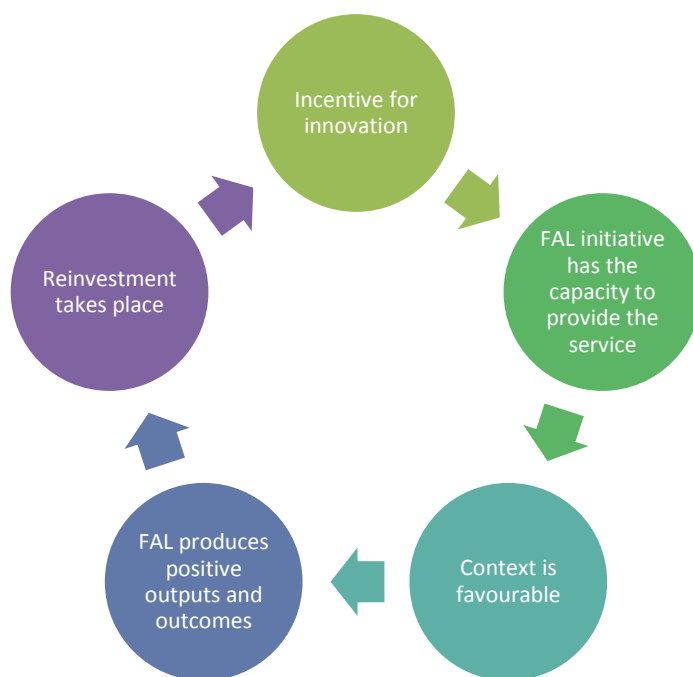 Incentive for
innovation
FAL initiative
has the
capacity to
provide the
service
Context is
favourable
FAL produces
positive
outputs and
outcomes
Reinvestment
takes place